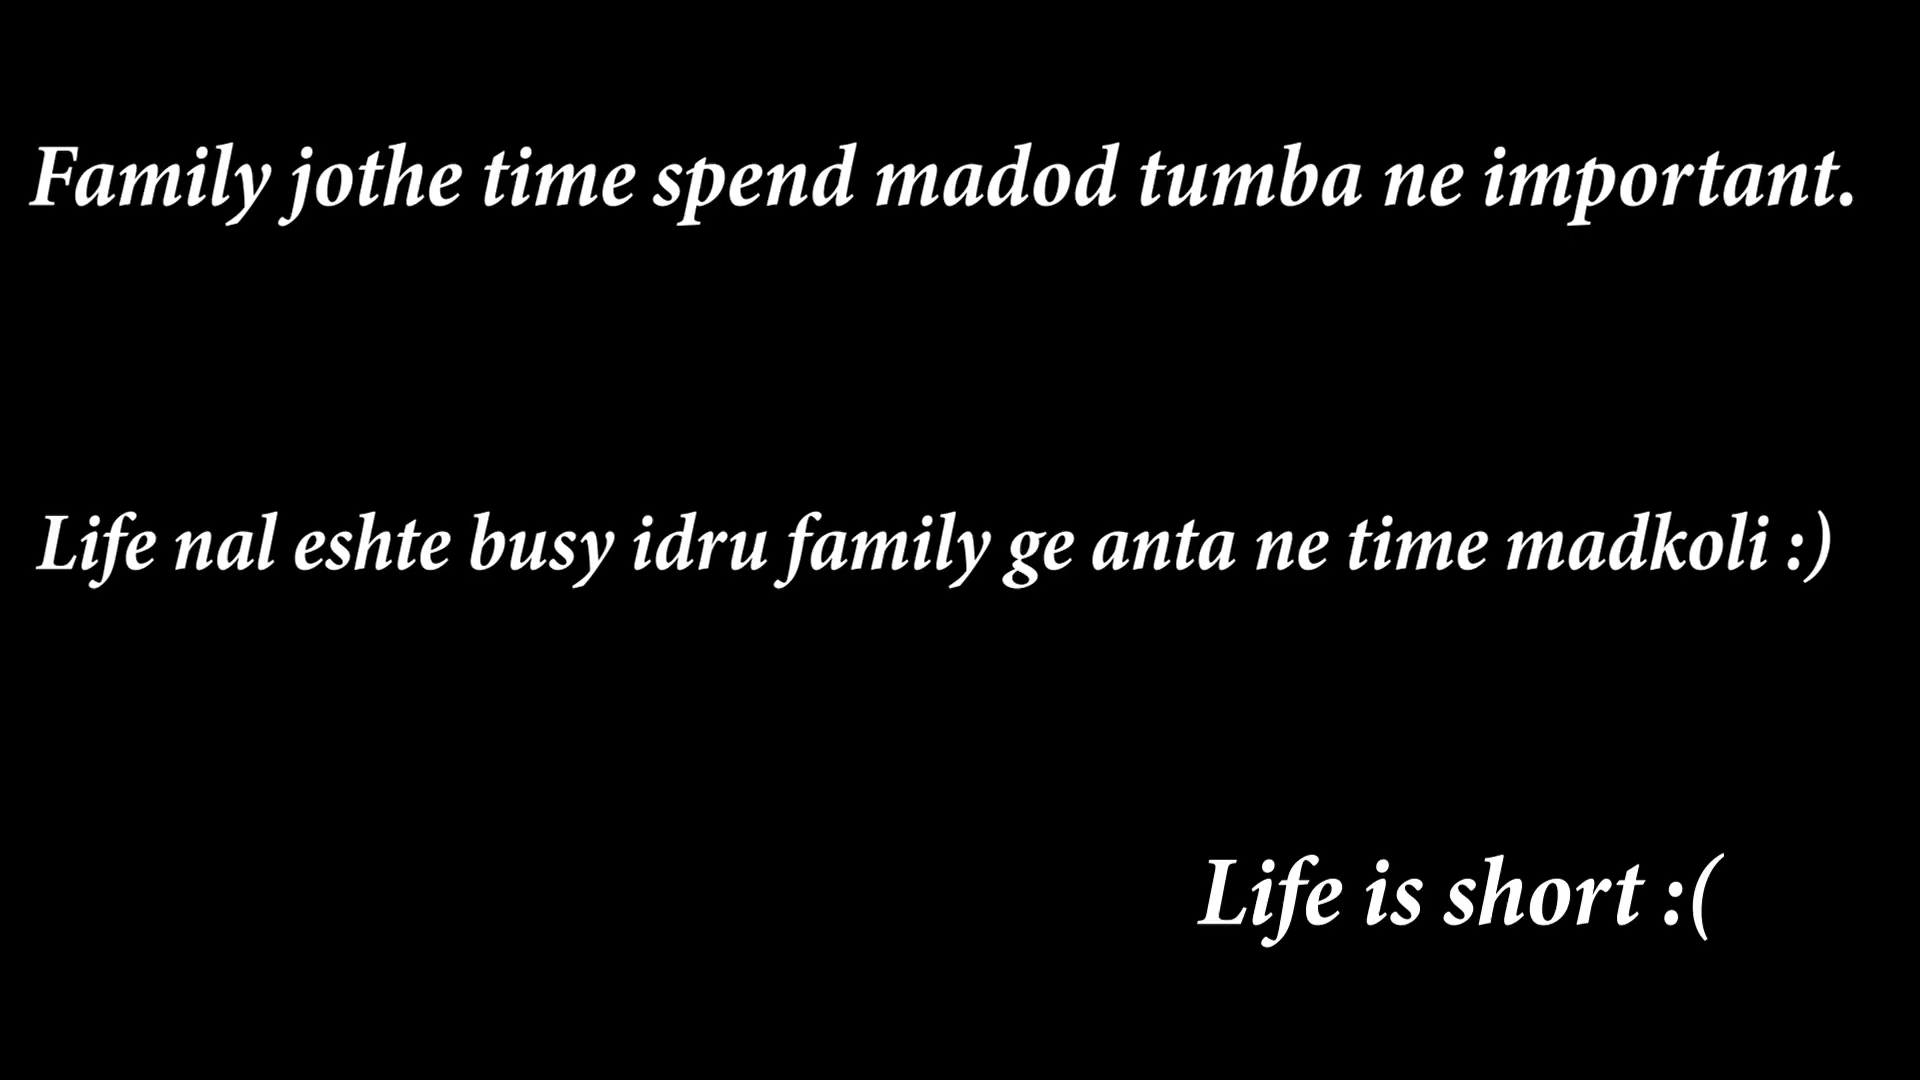 Family jothe time spend madod tumba ne important.
Life nal eshte busy idru family ge anta ne time madkoli :)
Life is short :(